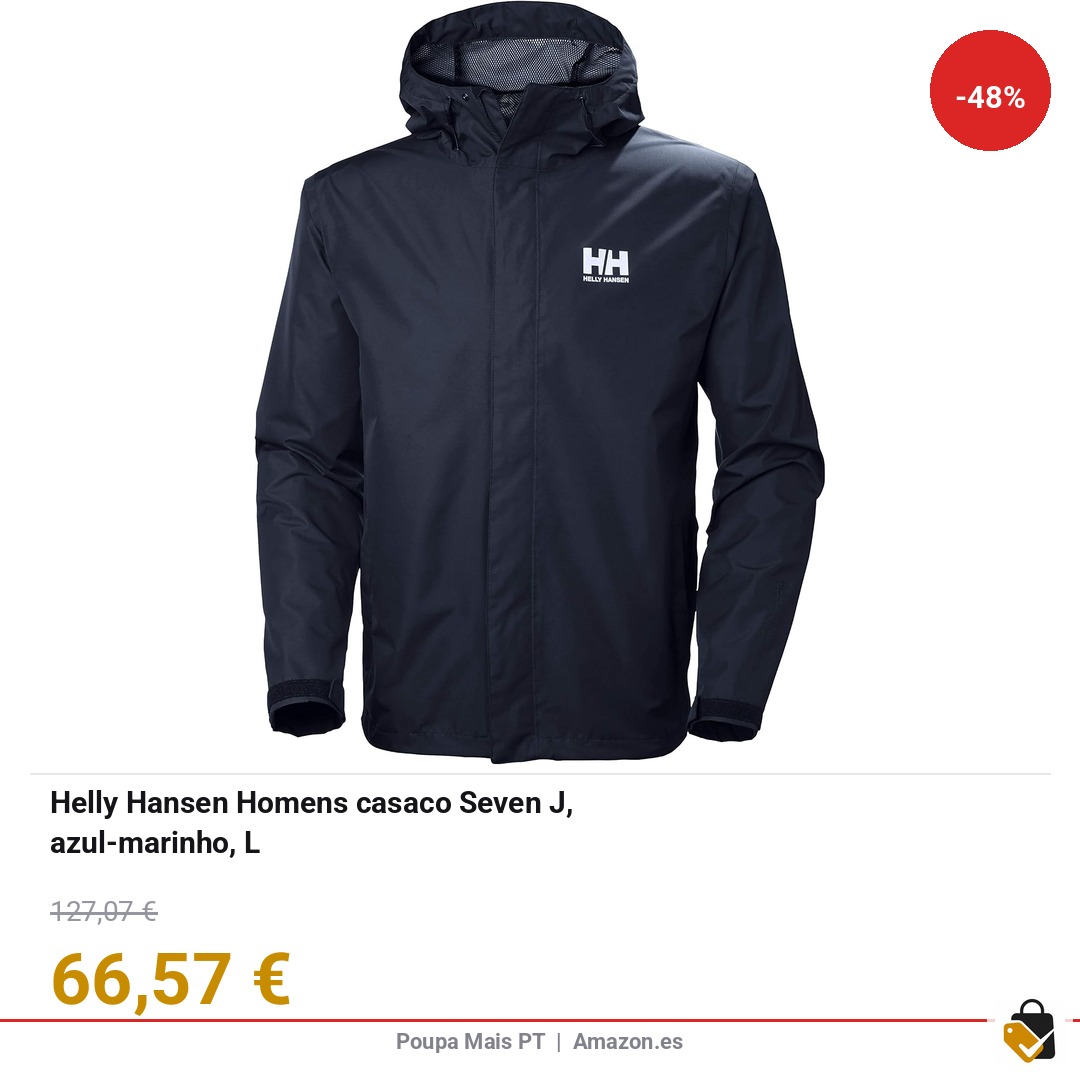 -48%
HH
HELLY HANSEN
Helly Hansen Homens casaco Seven J,
azul-marinho, L
127,07 €
66,57 €
Poupa Mais PT | Amazon.es